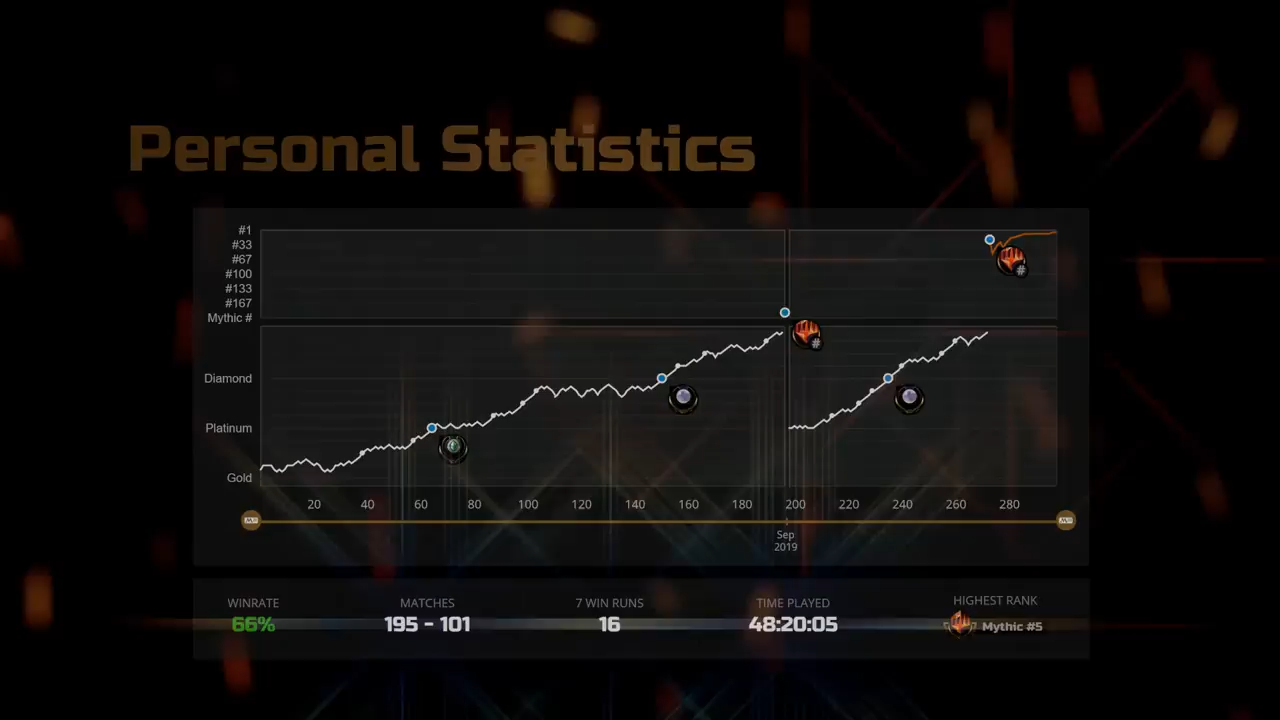 Personal Statistics
#1
#33
#67
#100
#133
#167
Mythic #
#
#
Diamond
Platinum
Gold
20 40 60 80 100 120 140 160 180 200 220 240 260 280
Sep
2019
WINRATE MATCHES 7 WIN RUNS TIME PLAYED HIGHEST RANK
66% 195 - 101 16 48:20:05 Mythic #5